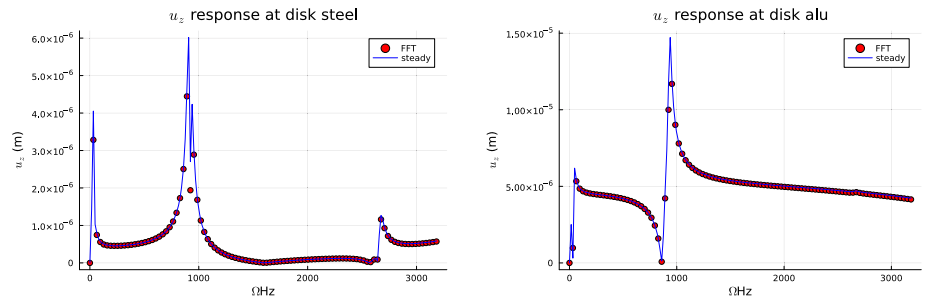 u_z response at disk steel
6,0×10⁻⁶
5,0×10⁻⁶
4,0×10⁻⁶
3,0×10⁻⁶
2,0×10⁻⁶
1,0×10⁻⁶
0
u_z (m)
FFT
steady
0 1000 2000 3000
ΩHz
u_z response at disk alu
1,50×10⁻⁵
1,00×10⁻⁵
5,00×10⁻⁶
0
u_z (m)
FFT
steady
0 1000 2000 3000
ΩHz